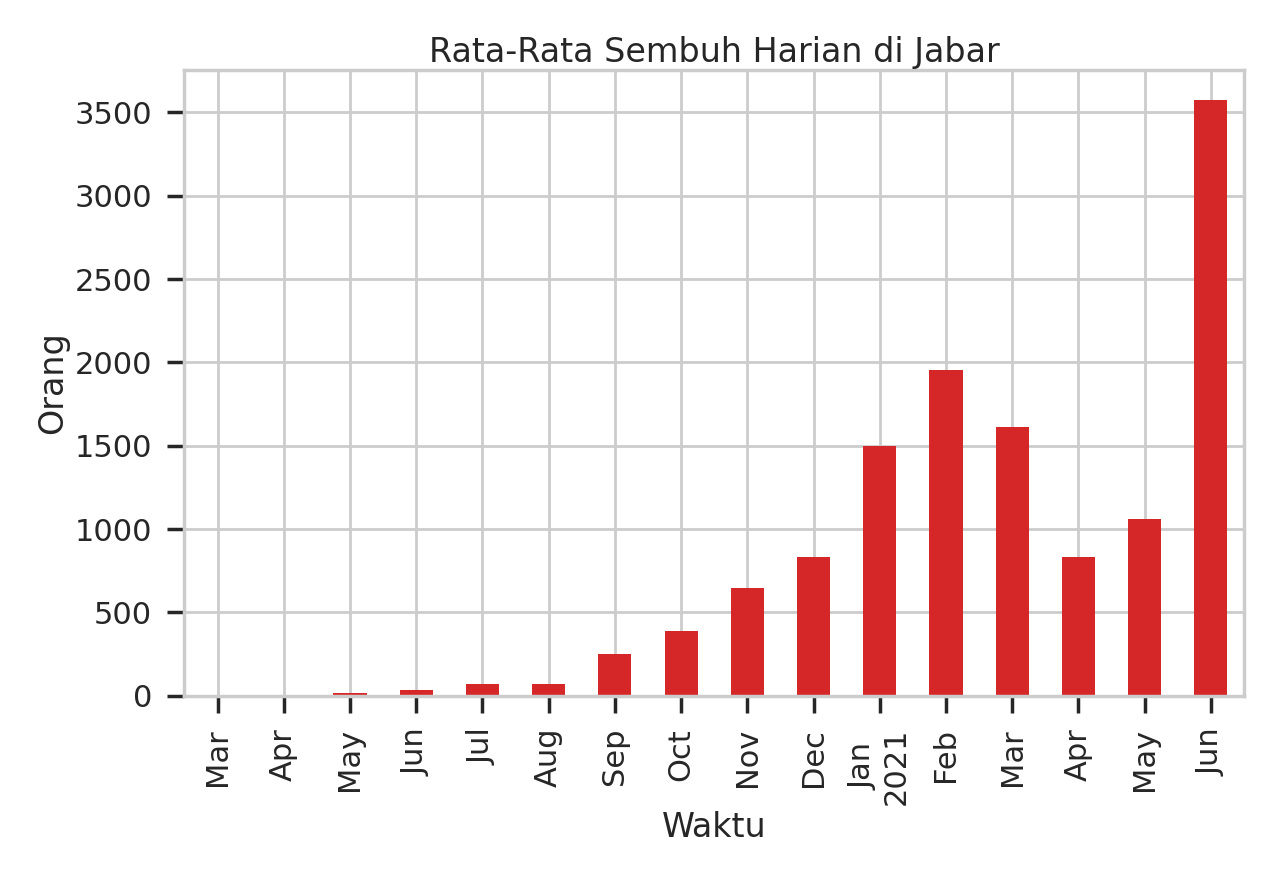 Rata-Rata Sembuh Harian di Jabar
Orang
3500
3000
2500
2000
1500
1000
500
0
Mar
Apr
May
Jun
Jul
Aug
Sep
Oct
Nov
Dec
Jan
2021
Feb
Mar
Apr
May
Jun
Waktu